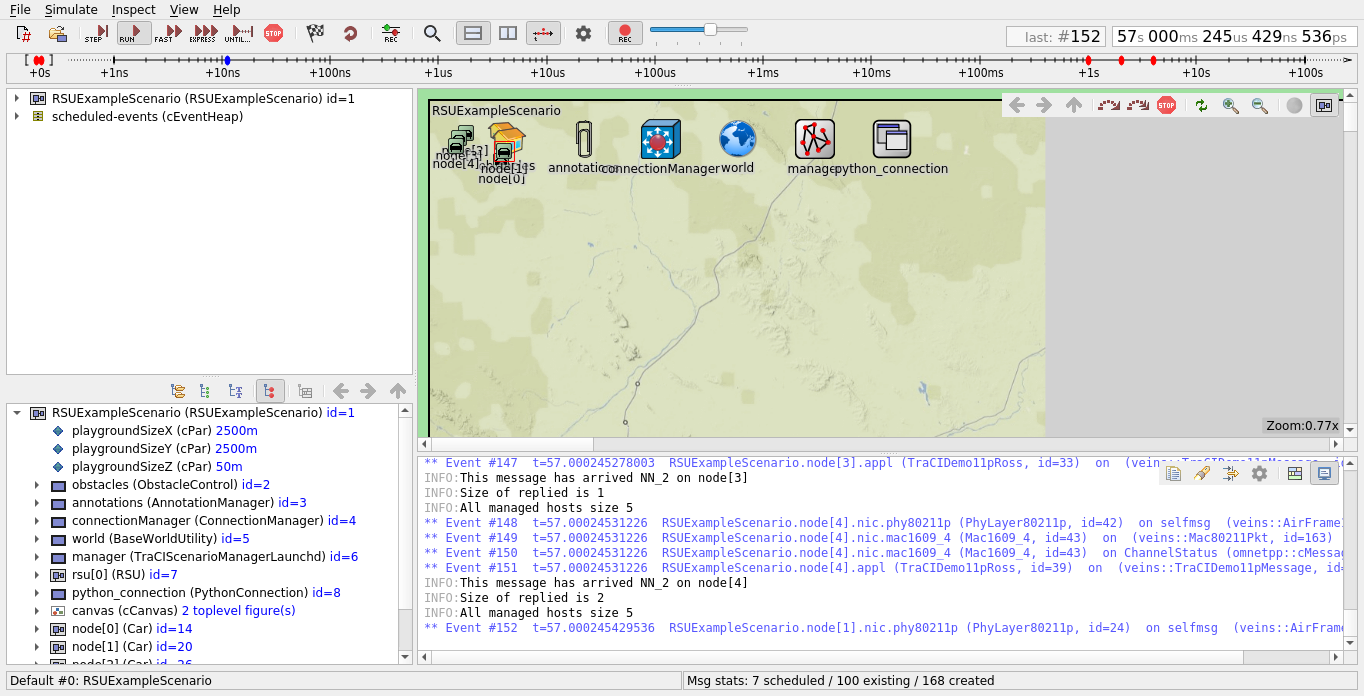 File Simulate Inspect View Help
STEP RUN FAST EXPRESS UNTIL... STOP REC REC
last: #152 57s 000ms 245us 429ns 536ps
+0s +1ns +10ns +100ns +1us +10us +100us +1ms +10ms +100ms +1s +10s +100s
RSUExampleScenario (RSUExampleScenario) id=1
scheduled-events (cEventHeap)
RSUExampleScenario
STOP
node[4] node[1] annotations connectionManager world manager python_connection
node[0]
Zoom:0.77x
RSUExampleScenario (RSUExampleScenario) id=1
playgroundSizeX (cPar) 2500m
playgroundSizeY (cPar) 2500m
playgroundSizeZ (cPar) 50m
obstacles (ObstacleControl) id=2
annotations (AnnotationManager) id=3
connectionManager (ConnectionManager) id=4
world (BaseWorldUtility) id=5
manager (TraCIScenarioManagerLaunchd) id=6
rsu[0] (RSU) id=7
python_connection (PythonConnection) id=8
canvas (cCanvas) 2 toplevel figure(s)
node[0] (Car) id=14
node[1] (Car) id=20
node[2] (Car) id=26
** Event #147 t=57.000245278003 RSUExampleScenario.node[3].appl (TraCIDemo11pRoss, id=33) on (veins::TraCIDemo11pMessage, id
INFO:This message has arrived NN_2 on node[3]
INFO:Size of replied is 1
INFO:All managed hosts size 5
** Event #148 t=57.00024531226 RSUExampleScenario.node[4].nic.phy80211p (PhyLayer80211p, id=42) on selfmsg (veins::AirFrame
** Event #149 t=57.00024531226 RSUExampleScenario.node[4].nic.mac1609_4 (Mac1609_4, id=43) on (veins::Mac80211Pkt, id=163)
** Event #150 t=57.00024531226 RSUExampleScenario.node[4].nic.mac1609_4 (Mac1609_4, id=43) on ChannelStatus (omnetpp::cMessa
** Event #151 t=57.00024531226 RSUExampleScenario.node[4].appl (TraCIDemo11pRoss, id=39) on (veins::TraCIDemo11pMessage, id=
INFO:This message has arrived NN_2 on node[4]
INFO:Size of replied is 2
INFO:All managed hosts size 5
** Event #152 t=57.000245429536 RSUExampleScenario.node[1].nic.phy80211p (PhyLayer80211p, id=24) on selfmsg (veins::AirFram
Default #0: RSUExampleScenario
Msg stats: 7 scheduled / 100 existing / 168 created